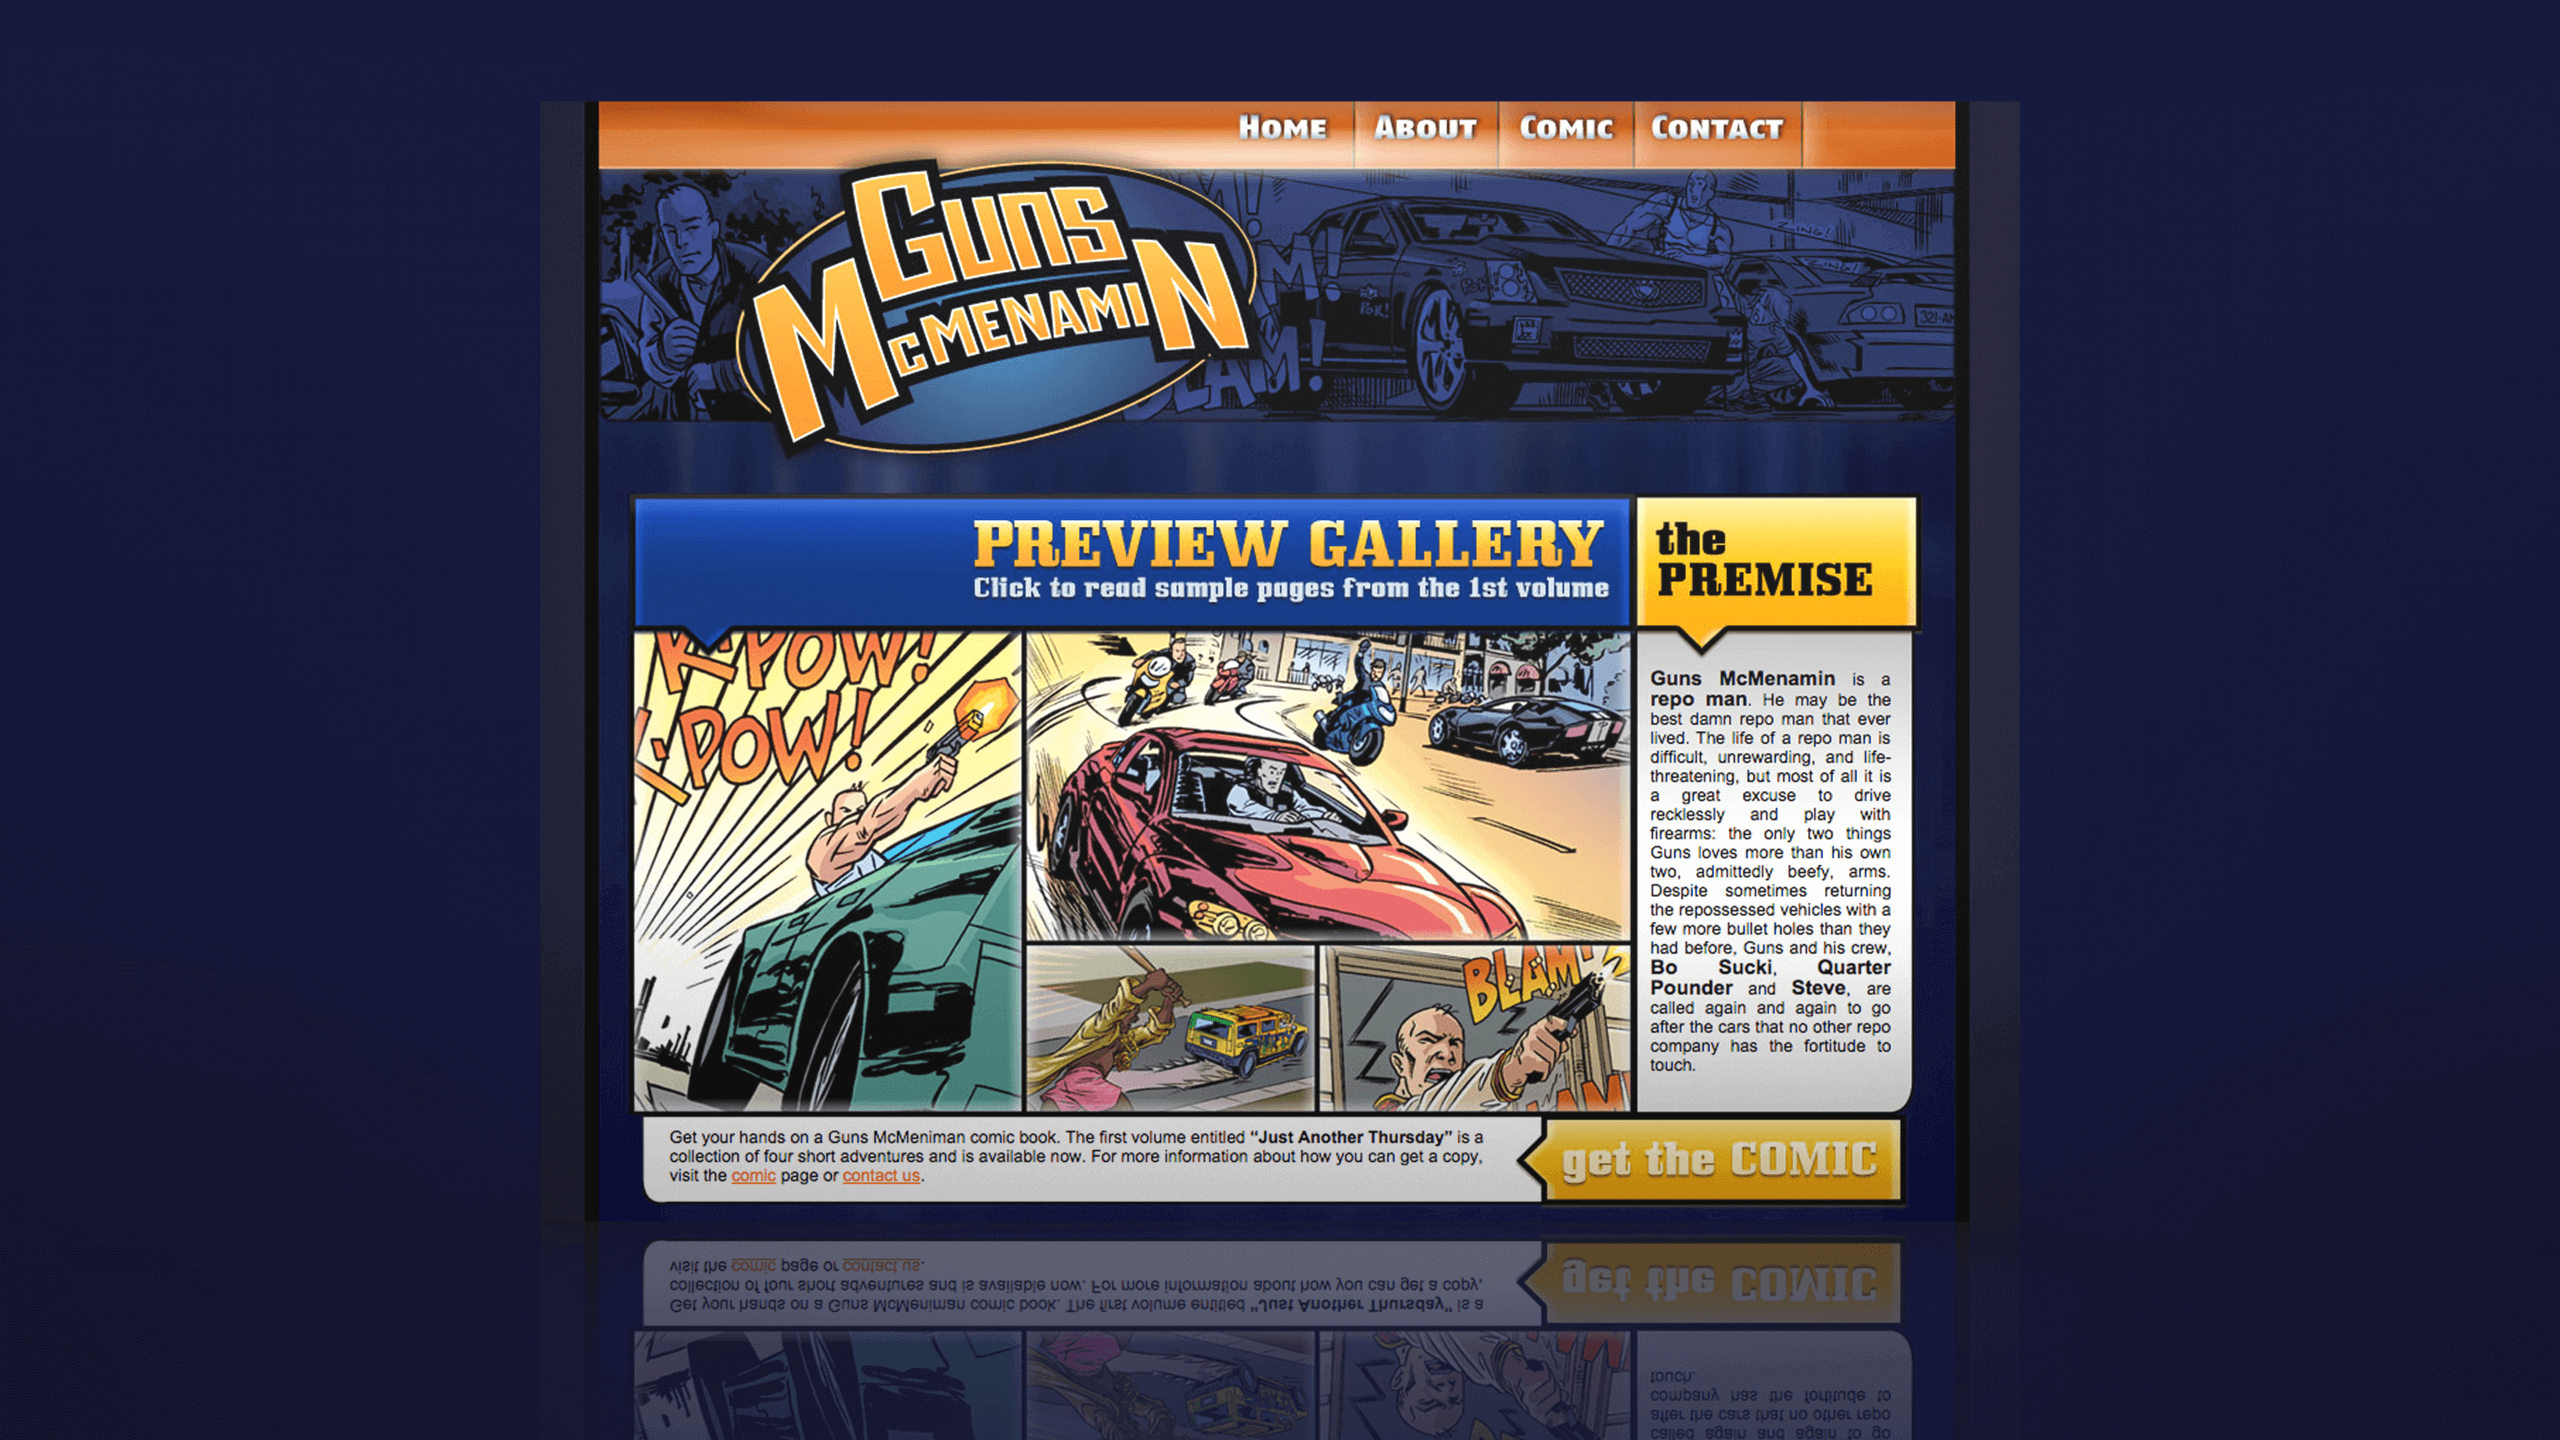 Home About Comic Contact
Guns
McMenamin
M!
ZING!
ZING!
POK!
POK!
321-A
BLAM!
PREVIEW GALLERY
Click to read sample pages from the 1st volume
the
PREMISE
K-POW!
K-POW!
BLAM!
Guns McMenamin is a
repo man. He may be the
best damn repo man that ever
lived. The life of a repo man is
difficult, unrewarding, and life-
threatening, but most of all it is
a great excuse to drive
recklessly and play with
firearms: the only two things
Guns loves more than his own
two, admittedly beefy, arms.
Despite sometimes returning
the repossessed vehicles with a
few more bullet holes than they
had before, Guns and his crew,
Bo Sucki, Quarter
Pounder and Steve, are
called again and again to go
after the cars that no other repo
company has the fortitude to
touch.
Get your hands on a Guns McMeniman comic book. The first volume entitled “Just Another Thursday” is a
collection of four short adventures and is available now. For more information about how you can get a copy,
visit the comic page or contact us.
get the COMIC